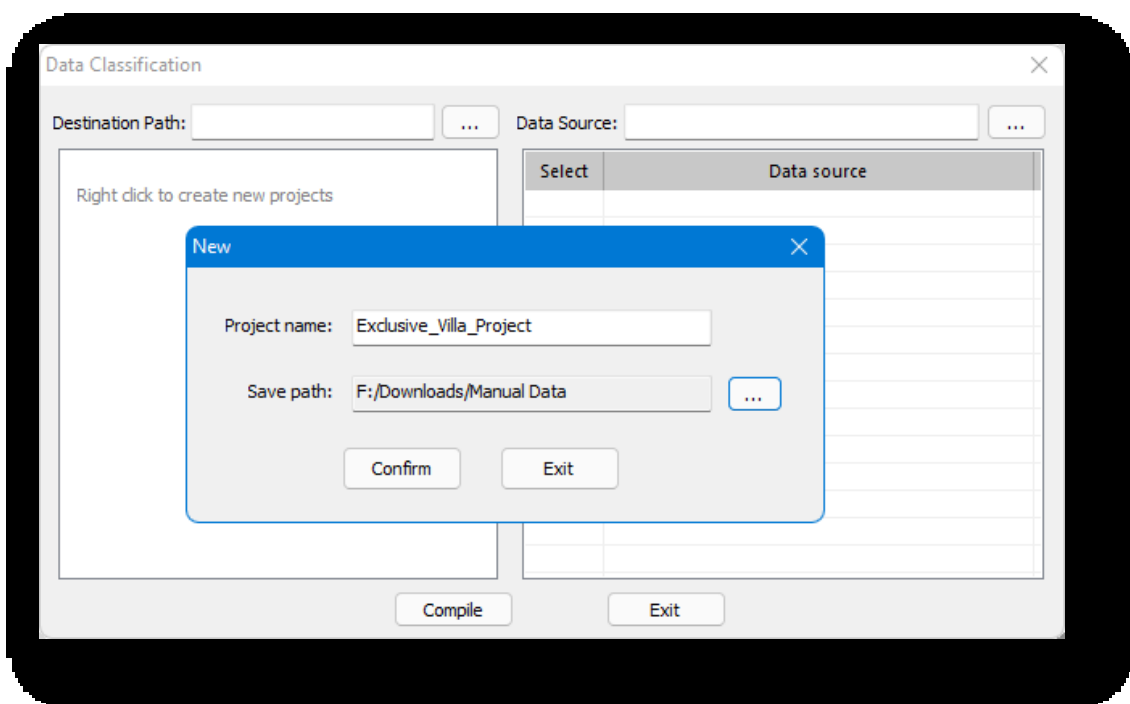 Data Classification
Destination Path: ... Data Source: ...
Right click to create new projects
Select Data source
New
Project name: Exclusive_Villa_Project
Save path: F:/Downloads/Manual Data ...
Confirm Exit
Compile Exit